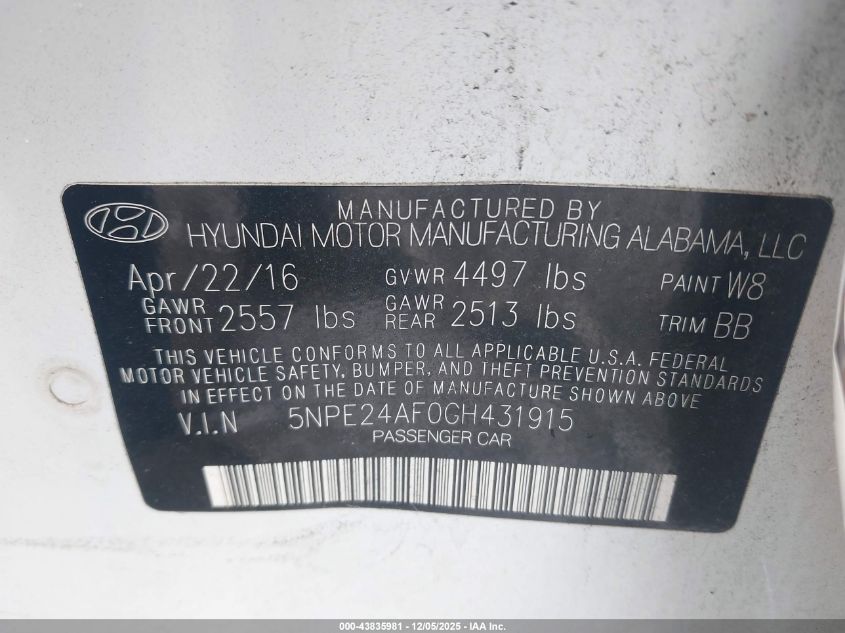 MANUFACTURED BY
HYUNDAI MOTOR MANUFACTURING ALABAMA, LLC
Apr/22/16 GVWR 4497 lbs PAINT W8
GAWR FRONT 2557 lbs GAWR REAR 2513 lbs TRIM BB
THIS VEHICLE CONFORMS TO ALL APPLICABLE U.S.A. FEDERAL
MOTOR VEHICLE SAFETY, BUMPER, AND THEFT PREVENTION STANDARDS
IN EFFECT ON THE DATE OF MANUFACTURE SHOWN ABOVE.
V.I.N 5NPE24AF0GH431915
PASSENGER CAR
000-43835981 - 12/05/2025 - IAA Inc.